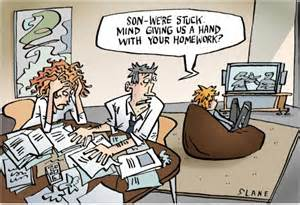 SON-WE'RE STUCK.
MIND GIVING US A HAND
WITH YOUR HOMEWORK?
SLANE